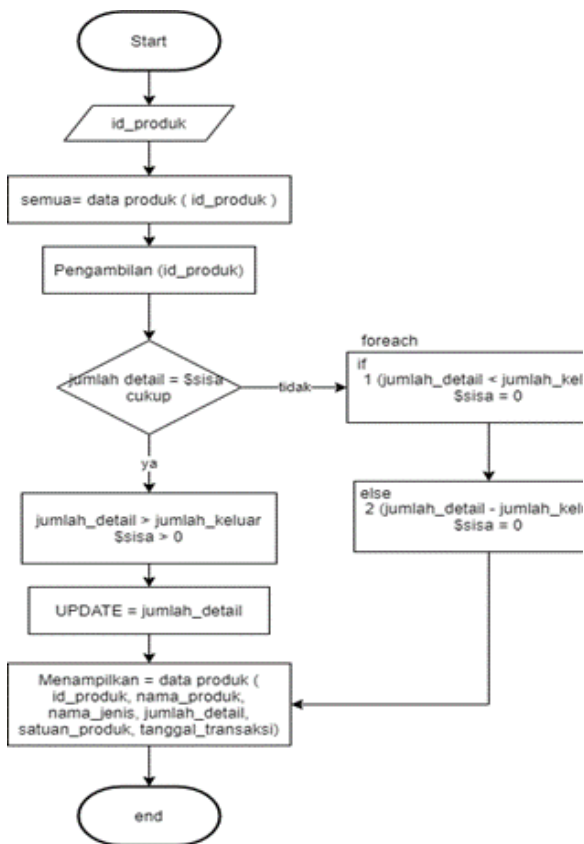 Start
id_produk
semua= data produk ( id_produk )
Pengambilan (id_produk)
jumlah detail = $sisa
cukup
tidak
ya
foreach
if
1 (jumlah_detail < jumlah_kel
$sisa = 0
else
2 (jumlah_detail - jumlah_kelu
$sisa = 0
jumlah_detail > jumlah_keluar
$sisa > 0
UPDATE = jumlah_detail
Menampilkan = data produk (
id_produk, nama_produk,
nama_jenis, jumlah_detail,
satuan_produk, tanggal_transaksi)
end